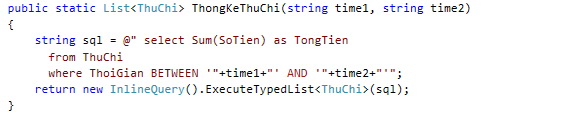 public static List<ThuChi> ThongKeThuChi(string time1, string time2)
{
string sql = @" select Sum(SoTien) as TongTien
from ThuChi
where ThoiGian BETWEEN '"+time1+"' AND '"+time2+"'";
return new InlineQuery().ExecuteTypedList<ThuChi>(sql);
}